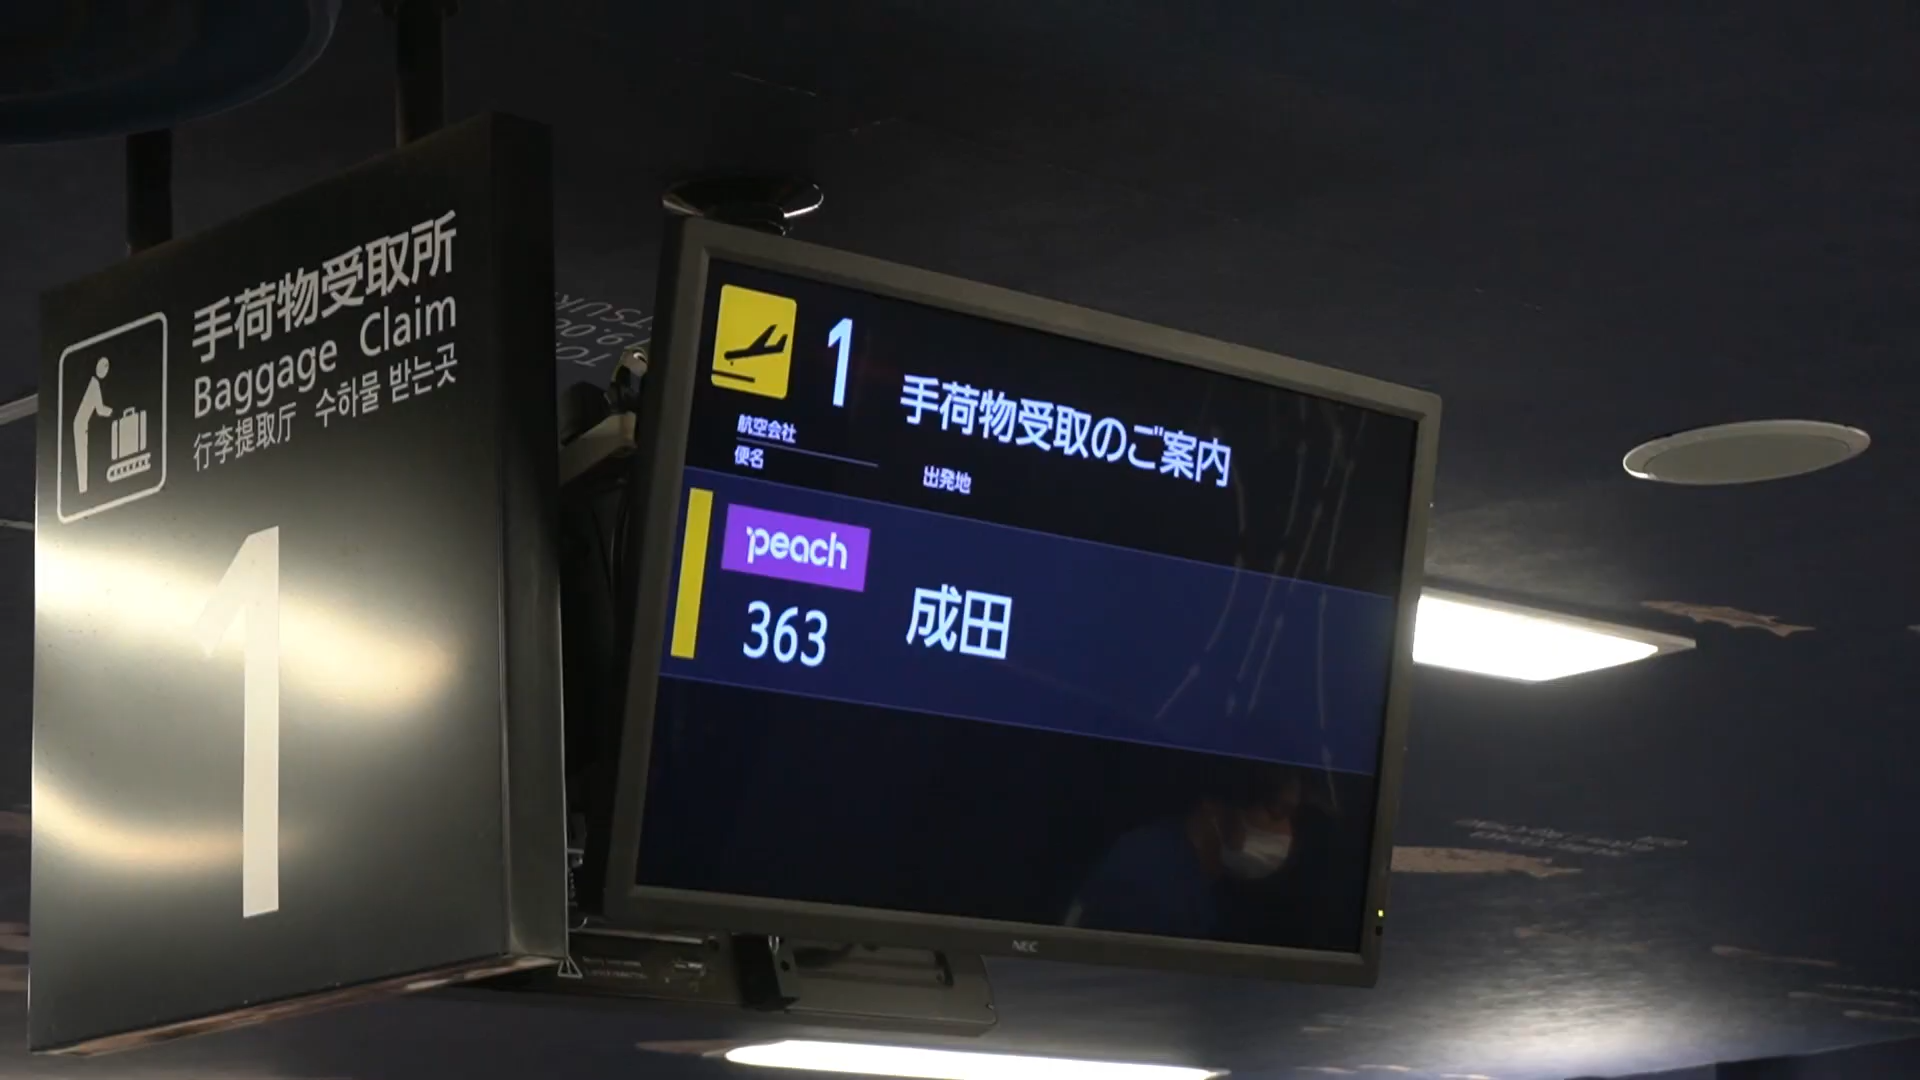 手荷物受取所
Baggage Claim
行李提取厅 수하물 받는곳
1
1 手荷物受取のご案内
航空会社
便名
出発地
peach
363
成田
NEC